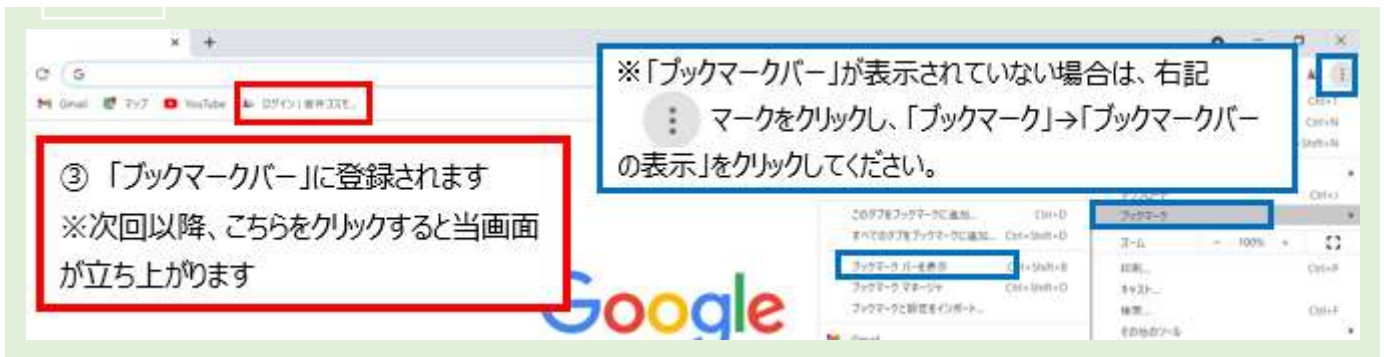 Gmail マップ YouTube ログイン | 岩井コスモ...
※「ブックマークバー」が表示されていない場合は、右記
マークをクリックし、「ブックマーク」→「ブックマークバー
の表示」をクリックしてください。
③ 「ブックマークバー」に登録されます
※次回以降、こちらをクリックすると当画面
が立ち上がります
Ctrl+T
Ctrl+N
Shift+N
Ctrl+J
このタブをブックマークに追加... Ctrl+D
ブックマーク
すべてのタブをブックマークに追加... Ctrl+Shift+D
ズーム - 100% +
ブックマーク バーを表示 Ctrl+Shift+B
印刷... Ctrl+P
ブックマーク マネージャ Ctrl+Shift+O
キャスト...
ブックマークと設定をインポート...
検索... Ctrl+F
その他のツール
Gmail
Google